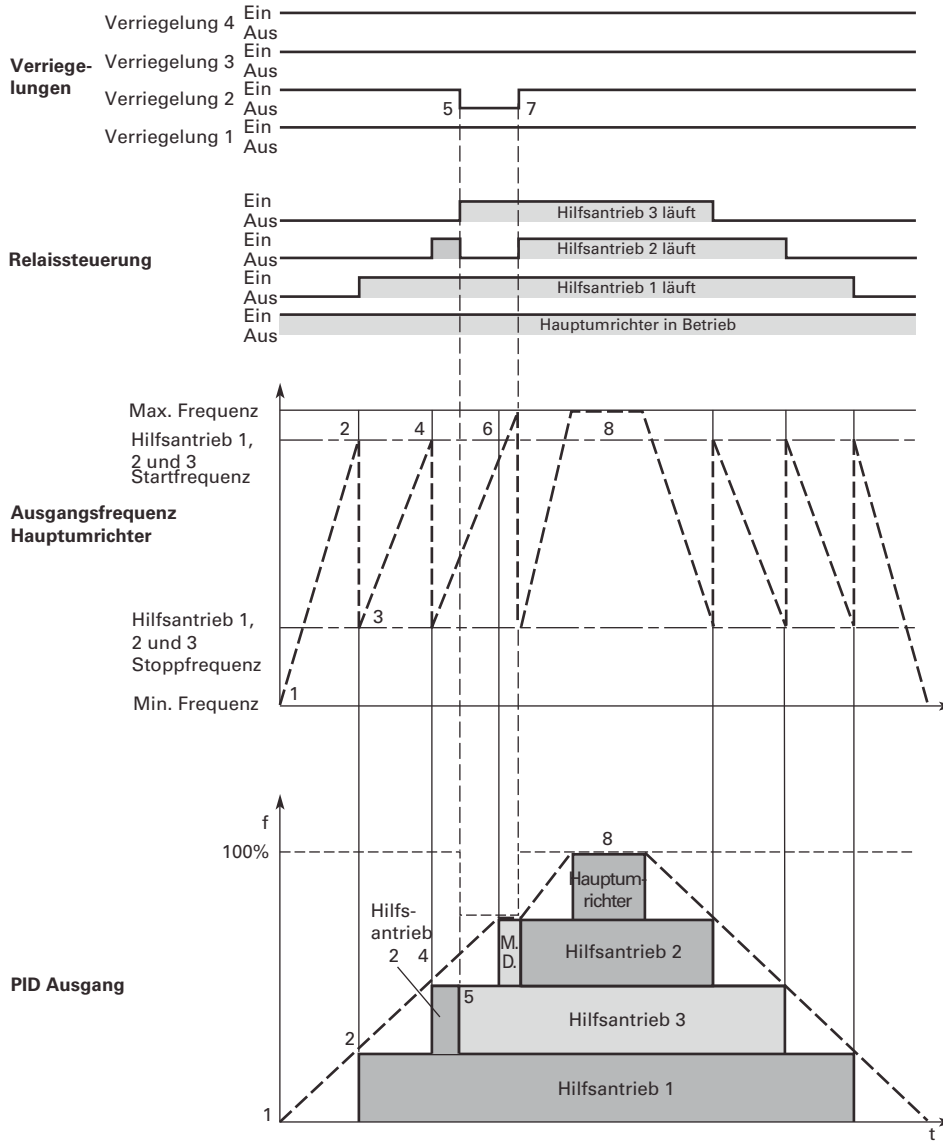 Verriegelung 4 Ein
Aus
Verriege-
lungen
Verriegelung 3 Ein
Aus
Verriegelung 2 Ein
Aus 5 7
Verriegelung 1 Ein
Aus
Relaissteuerung
Ein
Aus Hilfsantrieb 3 läuft
Ein
Aus Hilfsantrieb 2 läuft
Ein
Aus Hilfsantrieb 1 läuft
Ein
Aus Hauptumrichter in Betrieb
Max. Frequenz
2 4 6 8
Hilfsantrieb 1,
2 und 3
Startfrequenz
Ausgangsfrequenz
Hauptumrichter
Hilfsantrieb 1,
2 und 3
Stoppfrequenz
3
Min. Frequenz
1
f
100%
8
Hauptum-
richter
Hilfs-
antrieb
2 4
M.
D.
Hilfsantrieb 2
PID Ausgang
5
Hilfsantrieb 3
2
Hilfsantrieb 1
1
t